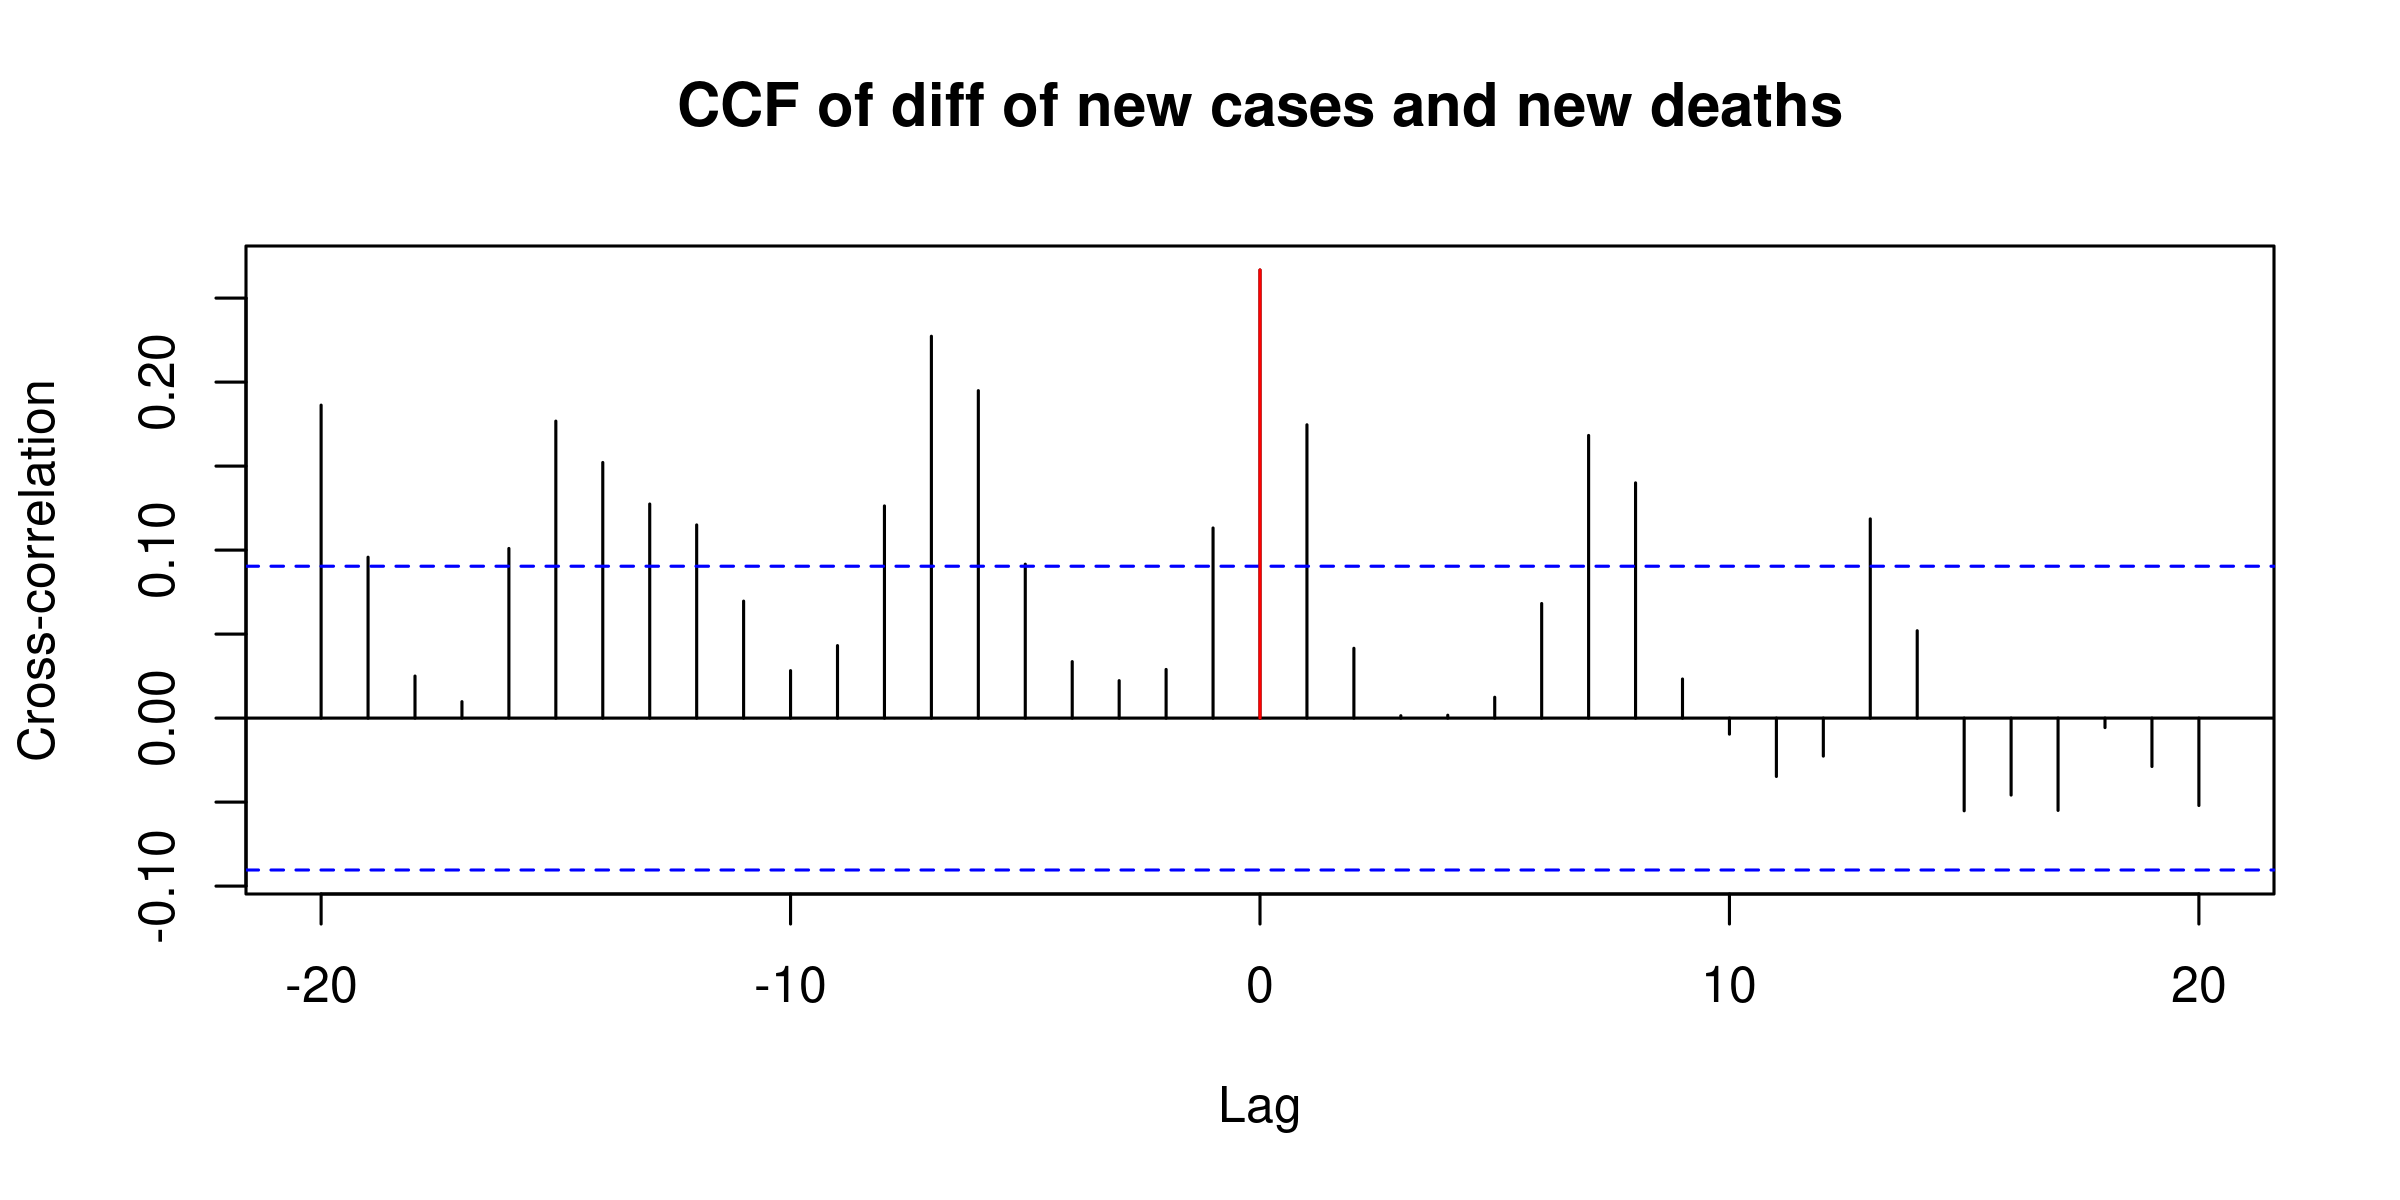 CCF of diff of new cases and new deaths
Cross-correlation
0.20
0.10
0.00
-0.10
-20 -10 0 10 20
Lag